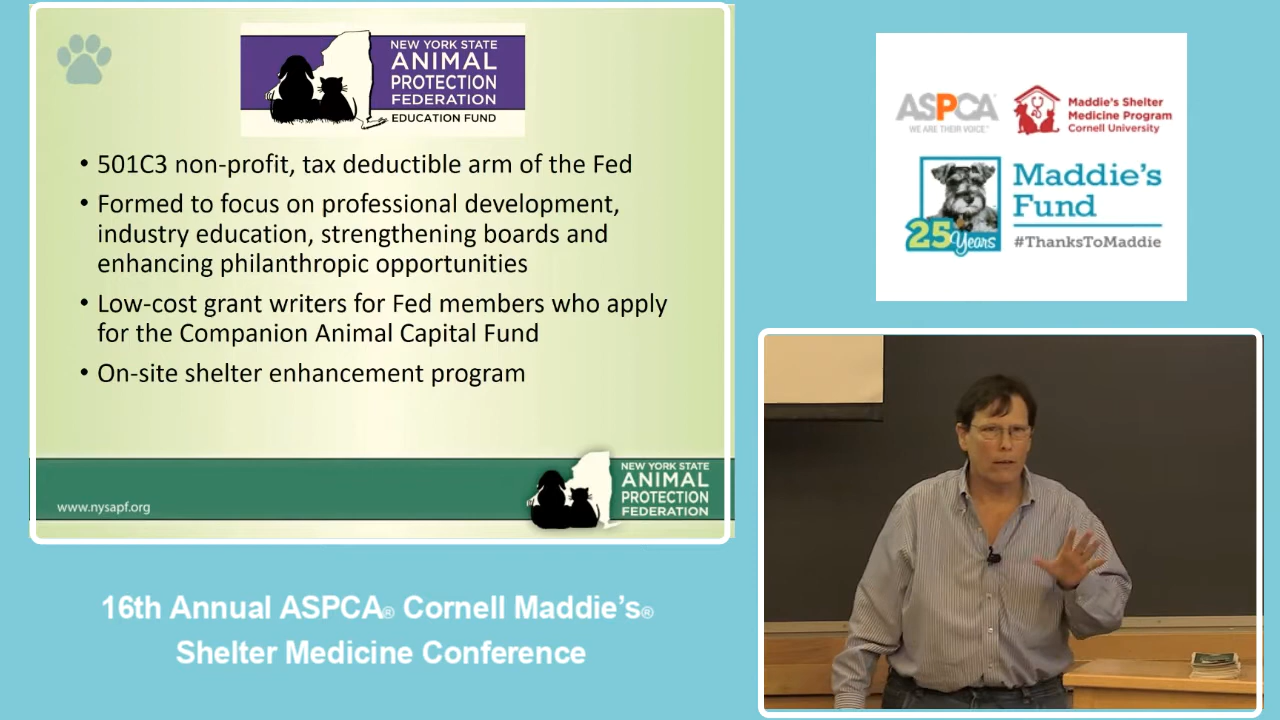 NEW YORK STATE
ANIMAL
PROTECTION
FEDERATION
EDUCATION FUND
• 501C3 non-profit, tax deductible arm of the Fed
• Formed to focus on professional development,
industry education, strengthening boards and
enhancing philanthropic opportunities
• Low-cost grant writers for Fed members who apply
for the Companion Animal Capital Fund
• On-site shelter enhancement program
www.nysapf.org
NEW YORK STATE
ANIMAL
PROTECTION
FEDERATION
16th Annual ASPCA® Cornell Maddie's®
Shelter Medicine Conference
ASPCA®
WE ARE THEIR VOICE™
Maddie's Shelter
Medicine Program
Cornell University
25 Years
Maddie's
Fund
#ThanksToMaddie